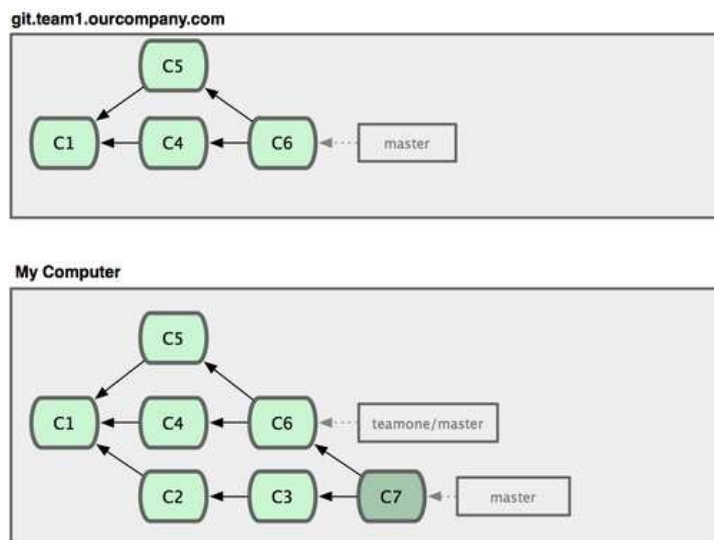 git.team1.ourcompany.com
C5
C1 C4 C6 master
My Computer
C5
C1 C4 C6 teamone/master
C2 C3 C7 master